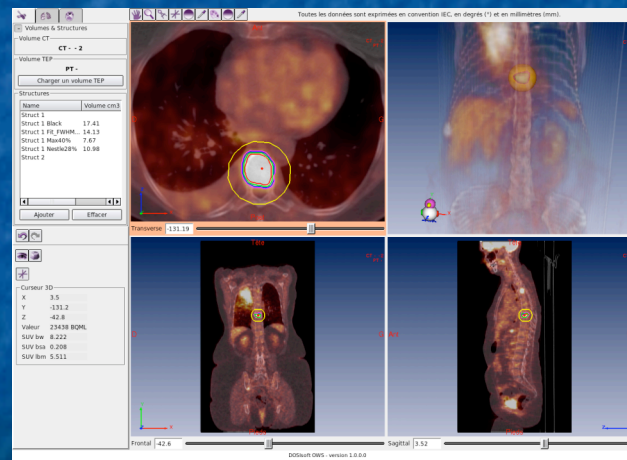 Toutes les données sont exprimées en convention IEC, en degrés (°) et en millimètres (mm).
Volumes & Structures
Volume CT
CT - - 2
Volume TEP
PT -
Charger un volume TEP
Structures
Name Volume cm3
Struct 1
Struct 1 Black 17.41
Struct 1 Fit_FWHM... 14.13
Struct 1 Max40% 7.67
Struct 1 Nestle28% 10.98
Struct 2
Ajouter Effacer
Curseur 3D
X 3.5
Y -131.2
Z -42.8
Valeur 23438 BQML
SUV bw 8.222
SUV bsa 0.208
SUV lbm 5.511
Transverse -131.19
Tête
Frontal -42.6
Sagittal 3.52
DOSIsoft OWS - version 1.0.0.0